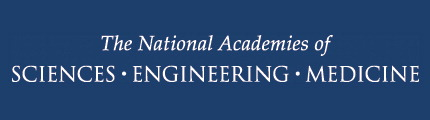 The National Academies of
SCIENCES · ENGINEERING · MEDICINE